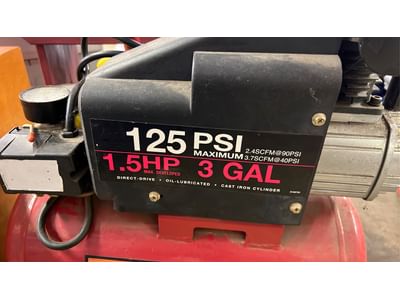 125 PSI
MAXIMUM
2.4SCFM@90PSI
3.7SCFM@40PSI
1.5HP 3 GAL
MAX DEVELOPED
DIRECT-DRIVE • OIL-LUBRICATED • CAST IRON CYLINDER